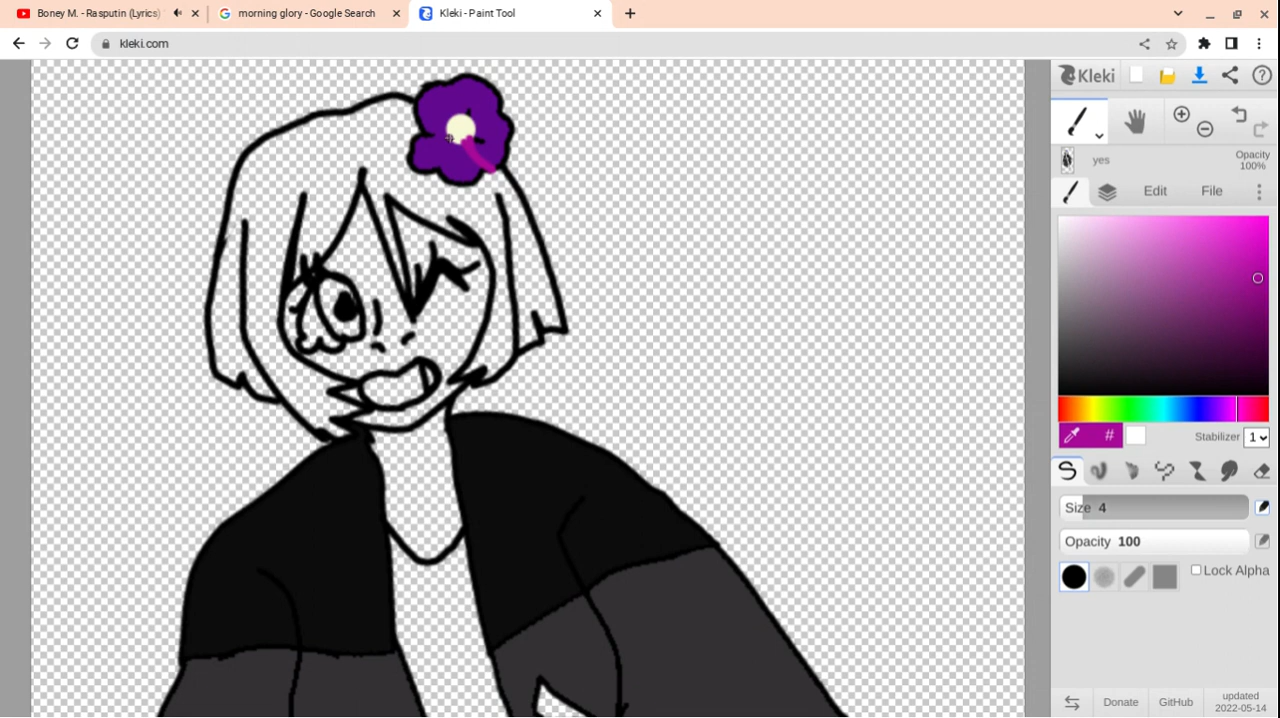 Boney M. - Rasputin (Lyrics)
morning glory - Google Search
Kleki - Paint Tool
kleki.com
Kleki
yes
Opacity
100%
Edit
File
#
Stabilizer 1
Size 4
Opacity 100
Lock Alpha
Donate
GitHub
updated
2022-05-14